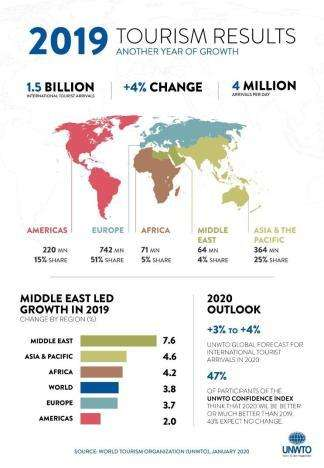 2019 TOURISM RESULTS
ANOTHER YEAR OF GROWTH
1.5 BILLION
INTERNATIONAL TOURIST ARRIVALS
+4% CHANGE
4 MILLION
ARRIVALS PER DAY
AMERICAS
220 MN
15% SHARE
EUROPE
742 MN
51% SHARE
AFRICA
71 MN
5% SHARE
MIDDLE
EAST
64 MN
4% SHARE
ASIA & THE
PACIFIC
364 MN
25% SHARE
MIDDLE EAST LED
GROWTH IN 2019
CHANGE BY REGION (%)
MIDDLE EAST 7.6
ASIA & PACIFIC 4.6
AFRICA 4.2
WORLD 3.8
EUROPE 3.7
AMERICAS 2.0
2020
OUTLOOK
+3% TO +4%
UNWTO GLOBAL FORECAST FOR
INTERNATIONAL TOURIST
ARRIVALS IN 2020
47%
OF PARTICIPANTS OF THE
UNWTO CONFIDENCE INDEX
THINK THAT 2020 WILL BE BETTER
OR MUCH BETTER THAN 2019.
43% EXPECT NO CHANGE.
SOURCE: WORLD TOURISM ORGANIZATION (UNWTO), JANUARY 2020
UNWTO